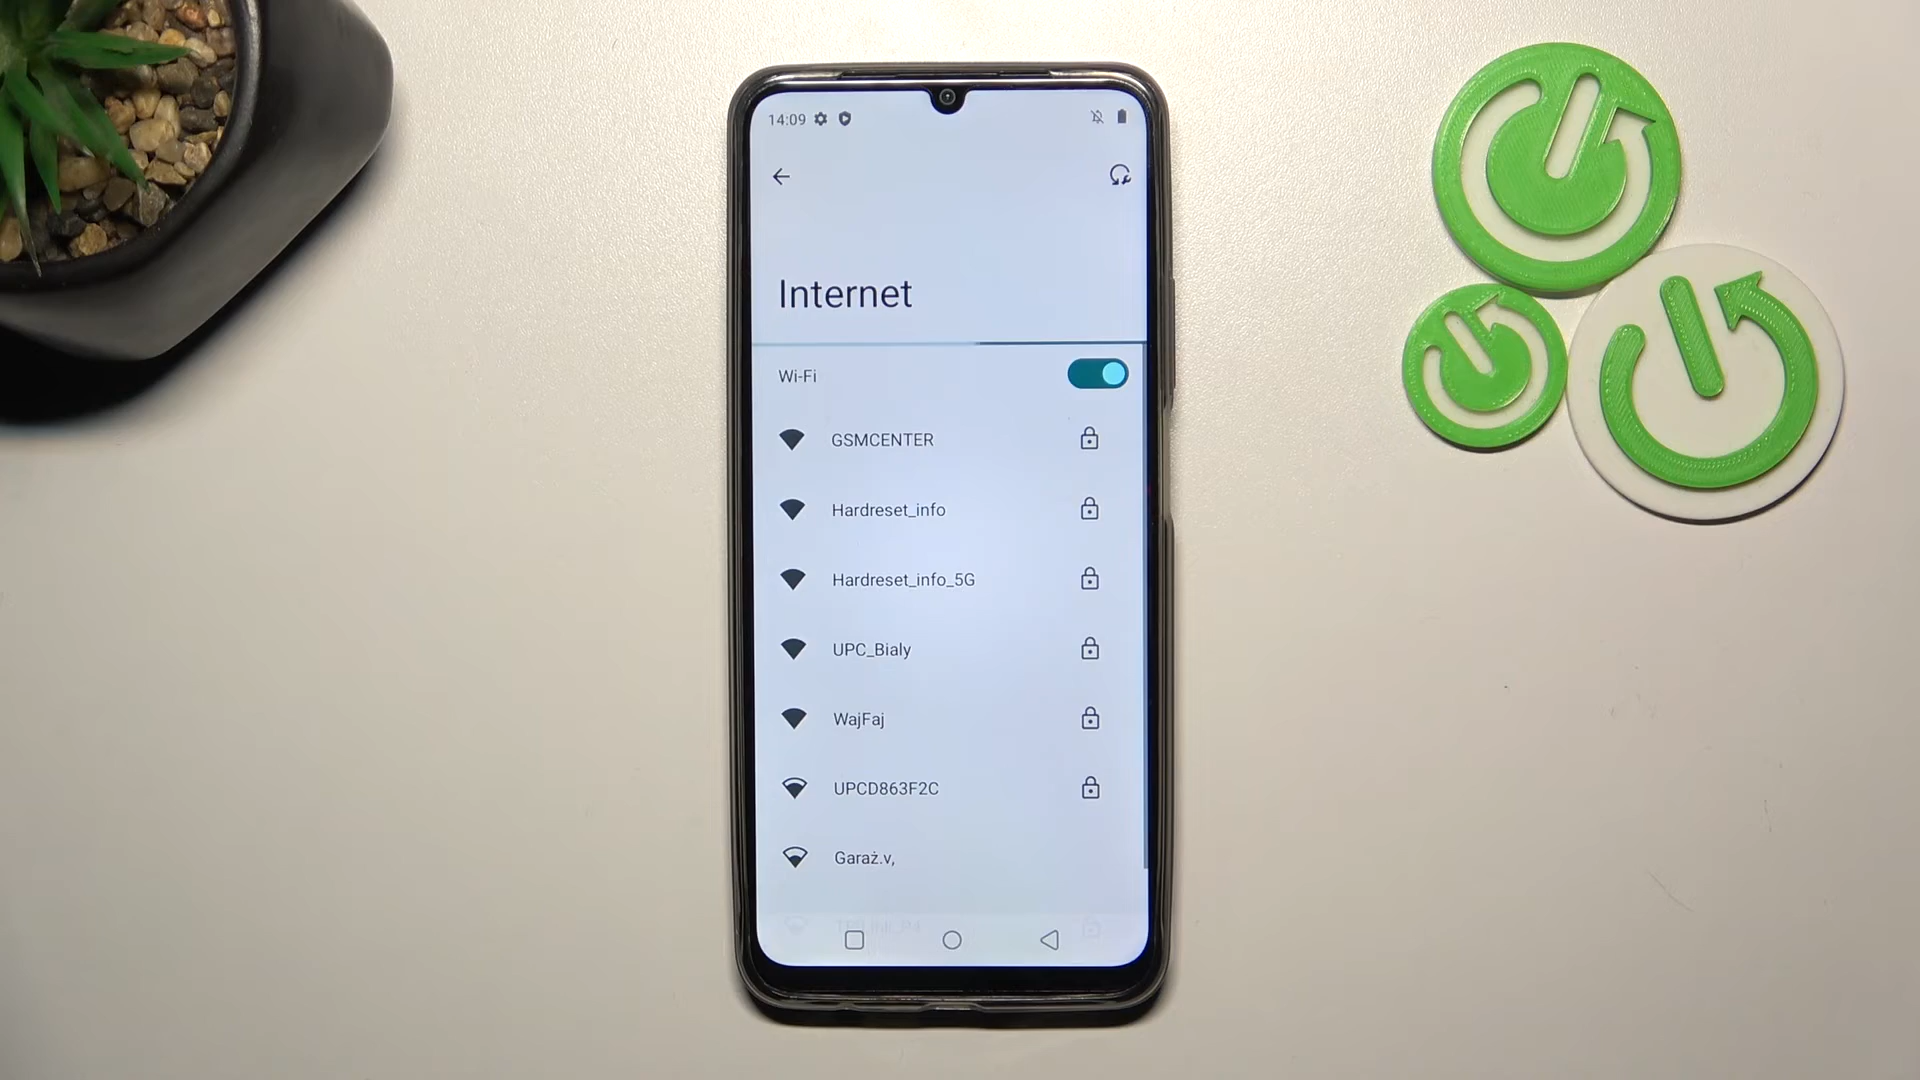 14:09
Internet
Wi-Fi
GSMCENTER
Hardreset_info
Hardreset_info_5G
UPC_Bialy
WajFaj
UPCD863F2C
Garaż.v,